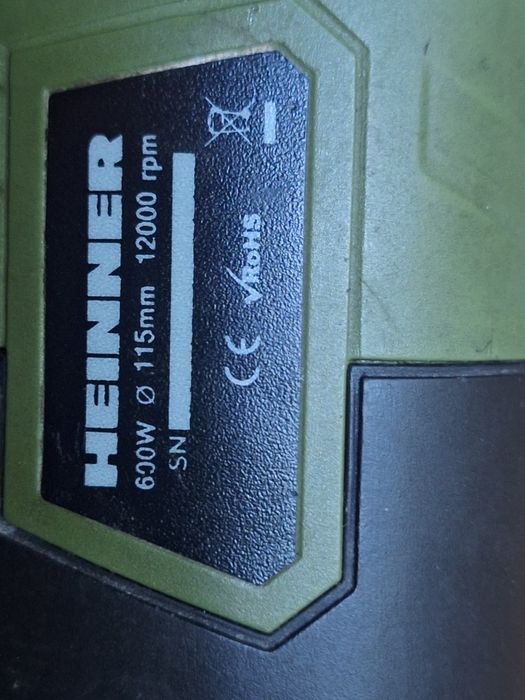 HEINNER
600W Ø 115mm 12000 rpm
SN
CE √RoHS